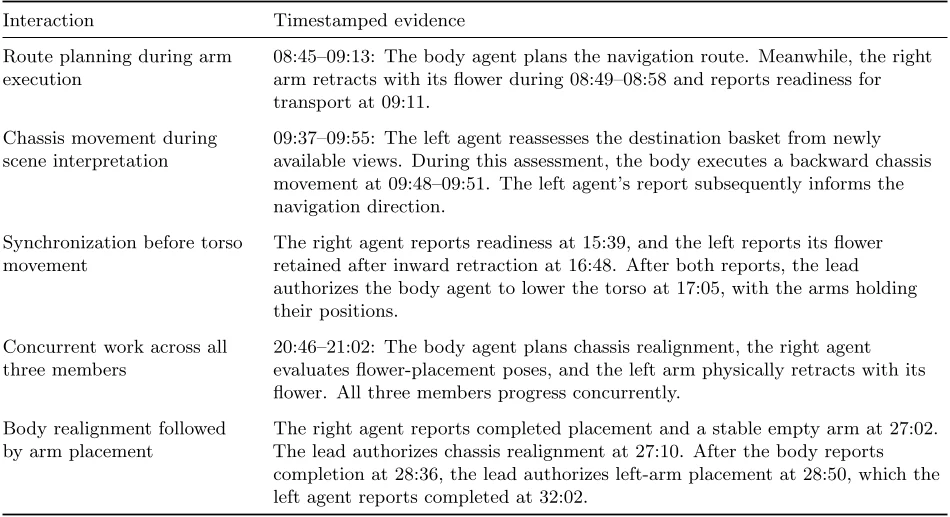 Interaction Timestamped evidence
Route planning during arm execution
08:45–09:13: The body agent plans the navigation route. Meanwhile, the right
arm retracts with its flower during 08:49–08:58 and reports readiness for
transport at 09:11.
Chassis movement during scene interpretation
09:37–09:55: The left agent reassesses the destination basket from newly
available views. During this assessment, the body executes a backward chassis
movement at 09:48–09:51. The left agent's report subsequently informs the
navigation direction.
Synchronization before torso movement
The right agent reports readiness at 15:39, and the left reports its flower
retained after inward retraction at 16:48. After both reports, the lead
authorizes the body agent to lower the torso at 17:05, with the arms holding
their positions.
Concurrent work across all three members
20:46–21:02: The body agent plans chassis realignment, the right agent
evaluates flower-placement poses, and the left arm physically retracts with its
flower. All three members progress concurrently.
Body realignment followed by arm placement
The right agent reports completed placement and a stable empty arm at 27:02.
The lead authorizes chassis realignment at 27:10. After the body reports
completion at 28:36, the lead authorizes left-arm placement at 28:50, which the
left agent reports completed at 32:02.